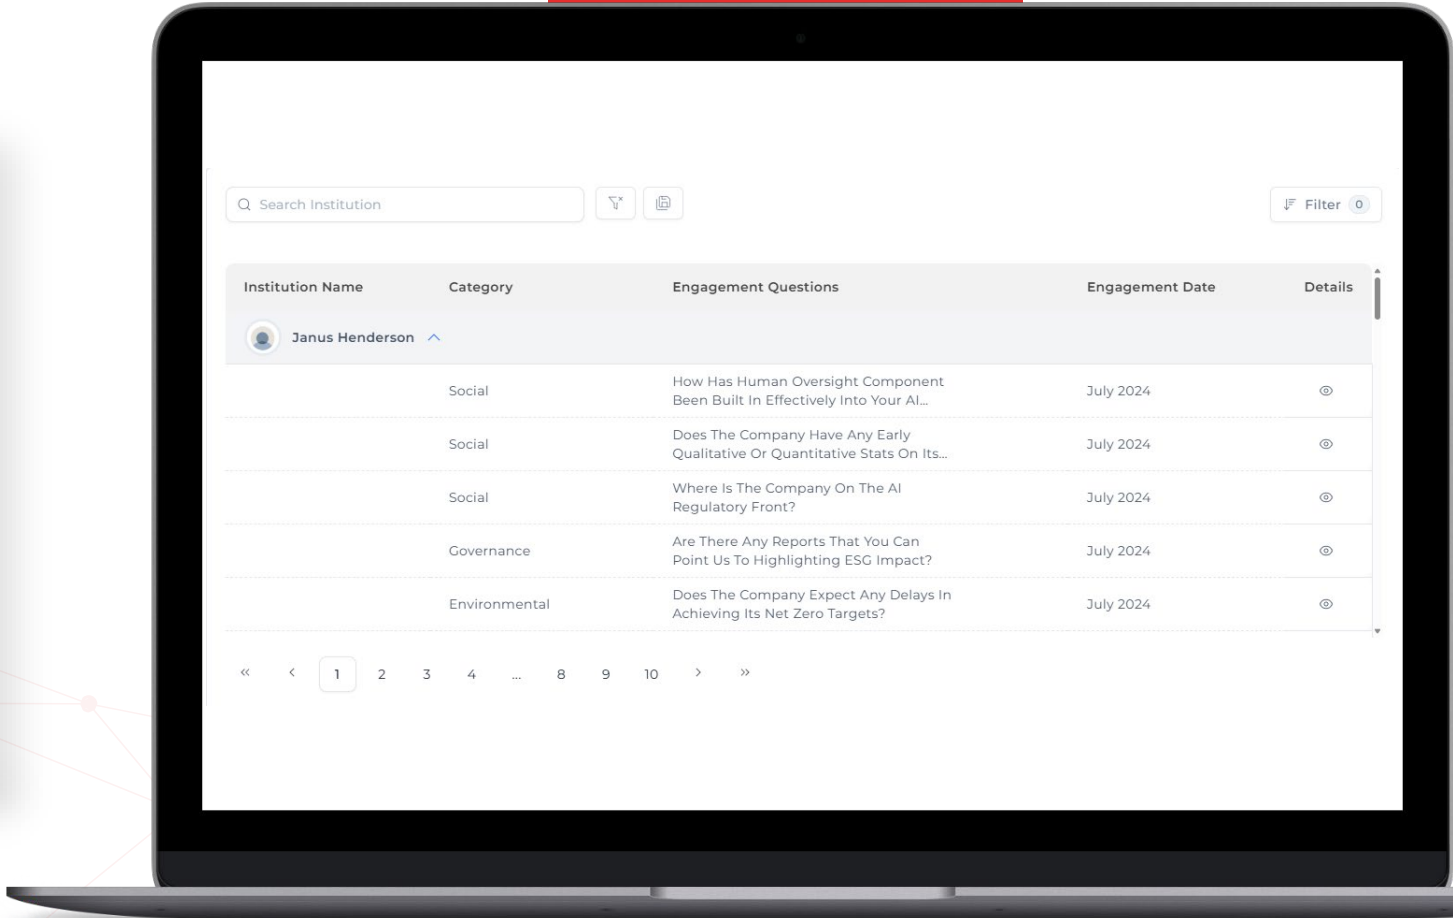 Search Institution
Filter 0
Institution Name Category Engagement Questions Engagement Date Details
Janus Henderson
Social How Has Human Oversight Component July 2024
Been Built In Effectively Into Your AI...
Social Does The Company Have Any Early July 2024
Qualitative Or Quantitative Stats On Its...
Social Where Is The Company On The AI July 2024
Regulatory Front?
Governance Are There Any Reports That You Can July 2024
Point Us To Highlighting ESG Impact?
Environmental Does The Company Expect Any Delays In July 2024
Achieving Its Net Zero Targets?
« < 1 2 3 4 ... 8 9 10 > »